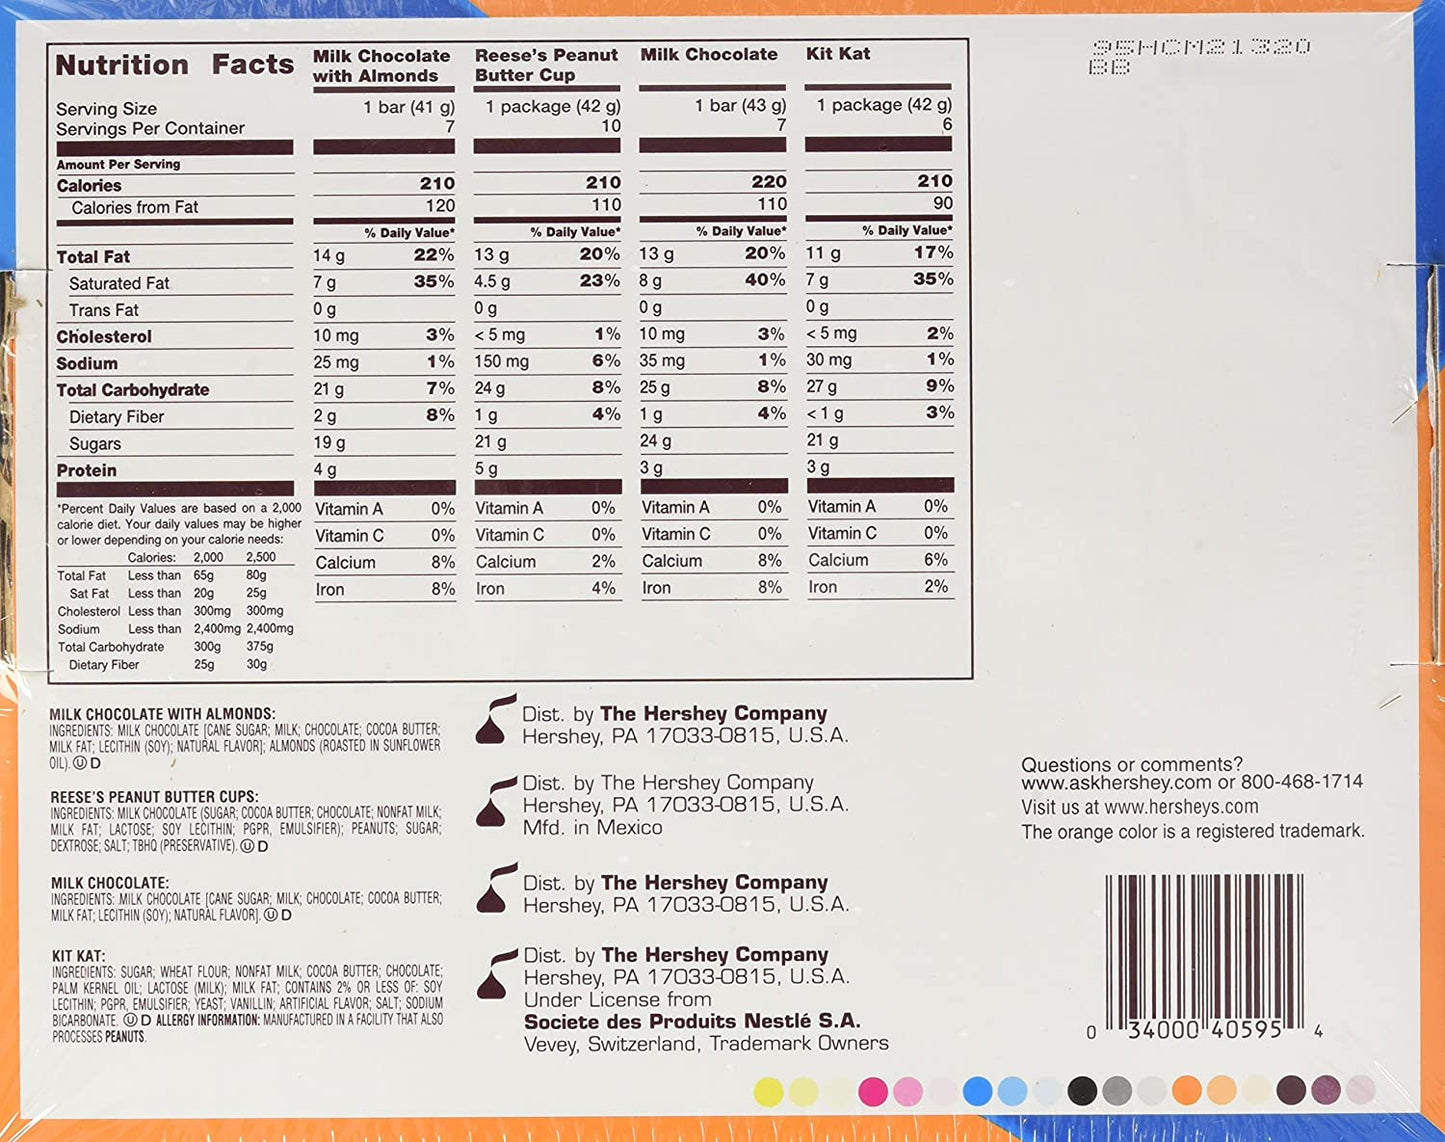 Nutrition Facts
Milk Chocolate with Almonds
Reese's Peanut Butter Cup
Milk Chocolate
Kit Kat
Serving Size 1 bar (41 g) 1 package (42 g) 1 bar (43 g) 1 package (42 g)
Servings Per Container 7 10 7 6
Amount Per Serving
Calories 210 210 220 210
Calories from Fat 120 110 110 90
% Daily Value* % Daily Value* % Daily Value* % Daily Value*
Total Fat 14 g 22% 13 g 20% 13 g 20% 11 g 17%
Saturated Fat 7 g 35% 4.5 g 23% 8 g 40% 7 g 35%
Trans Fat 0 g 0 g 0 g 0 g
Cholesterol 10 mg 3% < 5 mg 1% 10 mg 3% < 5 mg 2%
Sodium 25 mg 1% 150 mg 6% 35 mg 1% 30 mg 1%
Total Carbohydrate 21 g 7% 24 g 8% 25 g 8% 27 g 9%
Dietary Fiber 2 g 8% 1 g 4% 1 g 4% < 1 g 3%
Sugars 19 g 21 g 24 g 21 g
Protein 4 g 5 g 3 g 3 g
Vitamin A 0% Vitamin A 0% Vitamin A 0% Vitamin A 0%
Vitamin C 0% Vitamin C 0% Vitamin C 0% Vitamin C 0%
Calcium 8% Calcium 2% Calcium 8% Calcium 6%
Iron 8% Iron 4% Iron 8% Iron 2%
*Percent Daily Values are based on a 2,000
calorie diet. Your daily values may be higher
or lower depending on your calorie needs:
Calories: 2,000 2,500
Total Fat Less than 65g 80g
Sat Fat Less than 20g 25g
Cholesterol Less than 300mg 300mg
Sodium Less than 2,400mg 2,400mg
Total Carbohydrate 300g 375g
Dietary Fiber 25g 30g
95HCM21320
BB
MILK CHOCOLATE WITH ALMONDS:
INGREDIENTS: MILK CHOCOLATE [CANE SUGAR; MILK; CHOCOLATE; COCOA BUTTER;
MILK FAT; LECITHIN (SOY); NATURAL FLAVOR]; ALMONDS (ROASTED IN SUNFLOWER
OIL). Ⓤ D
REESE'S PEANUT BUTTER CUPS:
INGREDIENTS: MILK CHOCOLATE (SUGAR; COCOA BUTTER; CHOCOLATE; NONFAT MILK;
MILK FAT; LACTOSE; SOY LECITHIN; PGPR, EMULSIFIER); PEANUTS; SUGAR;
DEXTROSE; SALT; TBHQ (PRESERVATIVE). Ⓤ D
MILK CHOCOLATE:
INGREDIENTS: MILK CHOCOLATE [CANE SUGAR; MILK; CHOCOLATE; COCOA BUTTER;
MILK FAT; LECITHIN (SOY); NATURAL FLAVOR]. Ⓤ D
KIT KAT:
INGREDIENTS: SUGAR; WHEAT FLOUR; NONFAT MILK; COCOA BUTTER; CHOCOLATE;
PALM KERNEL OIL; LACTOSE (MILK); MILK FAT; CONTAINS 2% OR LESS OF: SOY
LECITHIN; PGPR, EMULSIFIER; YEAST; VANILLIN; ARTIFICIAL FLAVOR; SALT; SODIUM
BICARBONATE. Ⓤ D ALLERGY INFORMATION: MANUFACTURED IN A FACILITY THAT ALSO
PROCESSES PEANUTS.
Dist. by The Hershey Company
Hershey, PA 17033-0815, U.S.A.
Dist. by The Hershey Company
Hershey, PA 17033-0815, U.S.A.
Mfd. in Mexico
Dist. by The Hershey Company
Hershey, PA 17033-0815, U.S.A.
Dist. by The Hershey Company
Hershey, PA 17033-0815, U.S.A.
Under License from
Societe des Produits Nestlé S.A.
Vevey, Switzerland, Trademark Owners
Questions or comments?
www.askhershey.com or 800-468-1714
Visit us at www.hersheys.com
The orange color is a registered trademark.
0 34000 40595 4